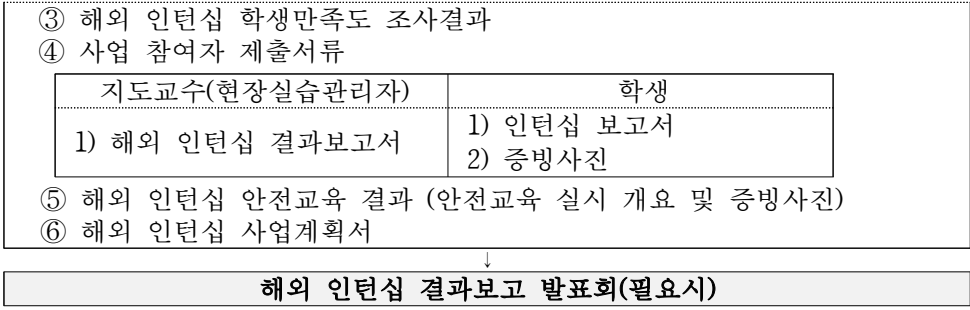 ③ 해외 인턴십 학생만족도 조사결과
④ 사업 참여자 제출서류
지도교수(현장실습관리자) 학생
1) 해외 인턴십 결과보고서
1) 인턴십 보고서
2) 증빙사진
⑤ 해외 인턴십 안전교육 결과 (안전교육 실시 개요 및 증빙사진)
⑥ 해외 인턴십 사업계획서
↓
해외 인턴십 결과보고 발표회(필요시)